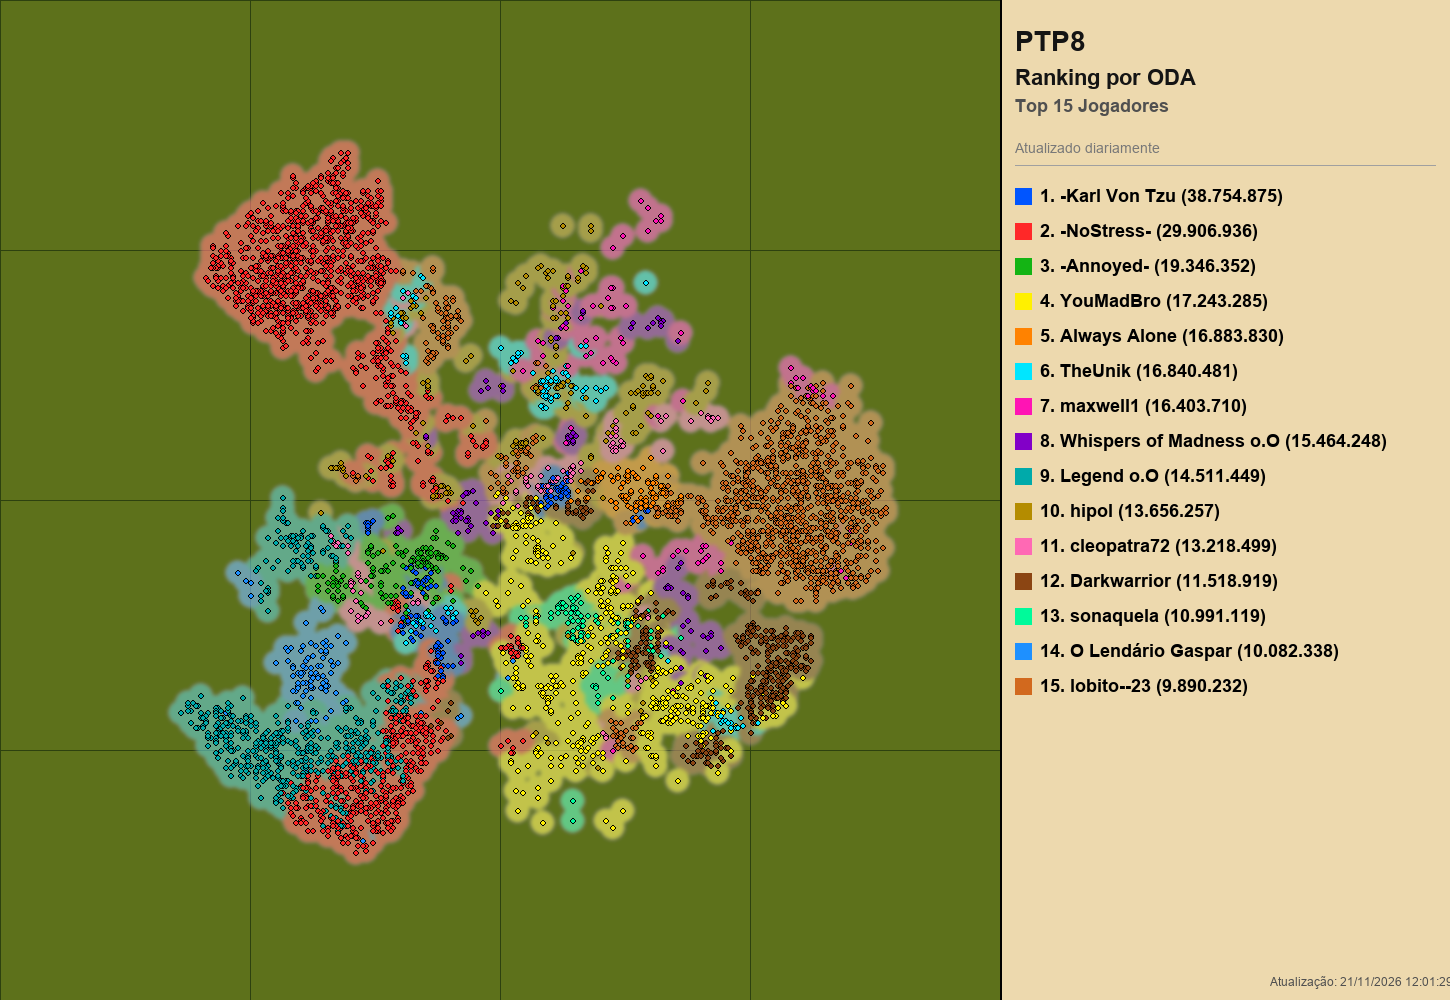 PTP8
Ranking por ODA
Top 15 Jogadores
Atualizado diariamente
1. -Karl Von Tzu (38.754.875)
2. -NoStress- (29.906.936)
3. -Annoyed- (19.346.352)
4. YouMadBro (17.243.285)
5. Always Alone (16.883.830)
6. TheUnik (16.840.481)
7. maxwell1 (16.403.710)
8. Whispers of Madness o.O (15.464.248)
9. Legend o.O (14.511.449)
10. hipol (13.656.257)
11. cleopatra72 (13.218.499)
12. Darkwarrior (11.518.919)
13. sonaquela (10.991.119)
14. O Lendário Gaspar (10.082.338)
15. lobito--23 (9.890.232)
Atualização: 21/11/2026 12:01:29